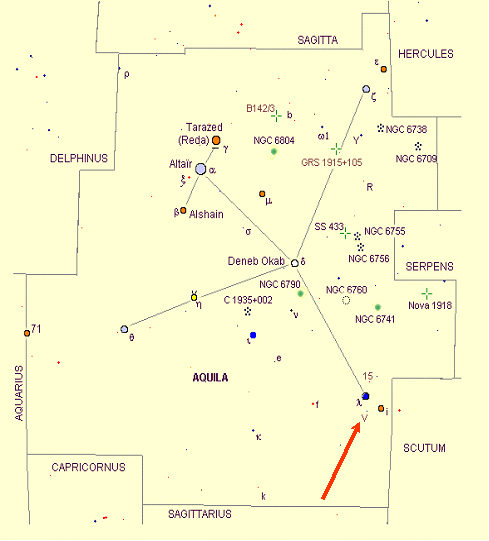 SAGITTA
HERCULES
ε
ρ
ζ
B142/3
b
ω1
Y
NGC 6738
Tarazed
(Reda)
γ
NGC 6804
GRS 1915+105
NGC 6709
DELPHINUS
Altaïr
α
ξ
R
μ
β
Alshain
σ
SS 433
NGC 6755
NGC 6756
Deneb Okab
δ
SERPENS
NGC 6790
NGC 6760
C 1935+002
η
ν
NGC 6741
Nova 1918
71
θ
ι
e
15
AQUILA
AQUARIUS
λ
f
i
V
κ
SCUTUM
CAPRICORNUS
k
SAGITTARIUS